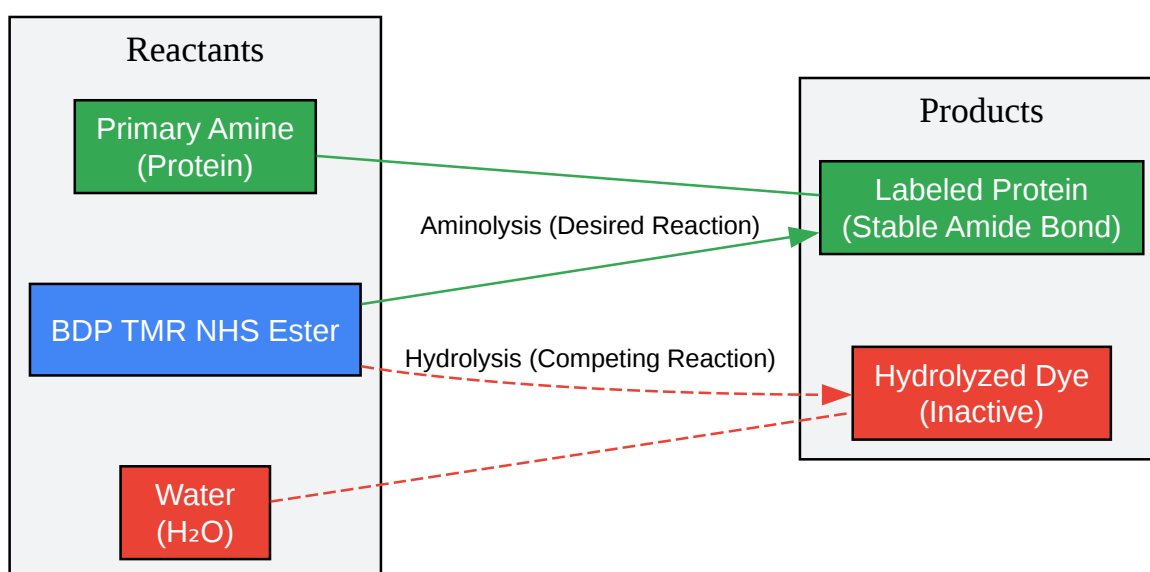 Reactants
Primary Amine
(Protein)
BDP TMR NHS Ester
Water
(H₂O)
Aminolysis (Desired Reaction)
Hydrolysis (Competing Reaction)
Products
Labeled Protein
(Stable Amide Bond)
Hydrolyzed Dye
(Inactive)